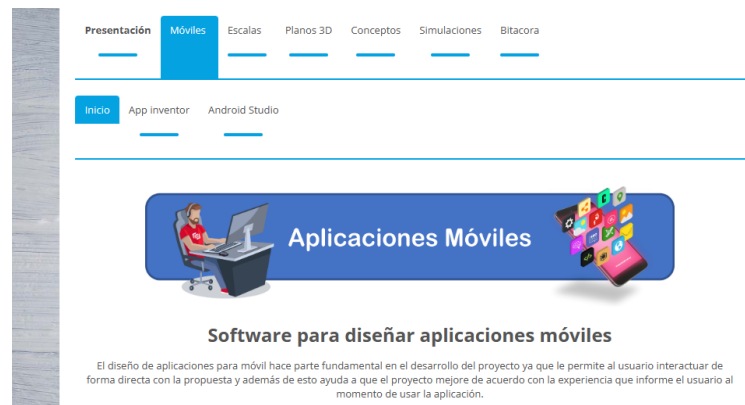 Presentación Móviles Escalas Planos 3D Conceptos Simulaciones Bitacora
Inicio App inventor Android Studio
Aplicaciones Móviles
Software para diseñar aplicaciones móviles
El diseño de aplicaciones para móvil hace parte fundamental en el desarrollo del proyecto ya que le permite al usuario interactuar de
forma directa con la propuesta y además de esto ayuda a que el proyecto mejore de acuerdo con la experiencia que informe el usuario al
momento de usar la aplicación.